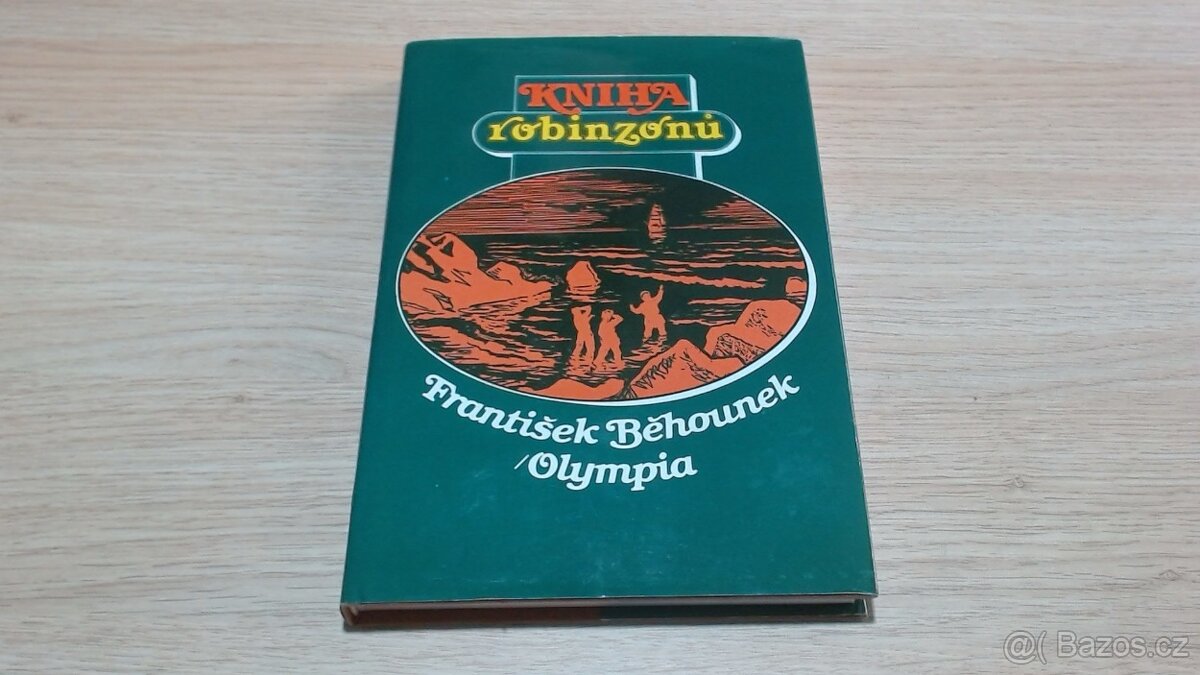 KNIHA
robinzonů
František Běhounek
/Olympia
@( Bazos.cz